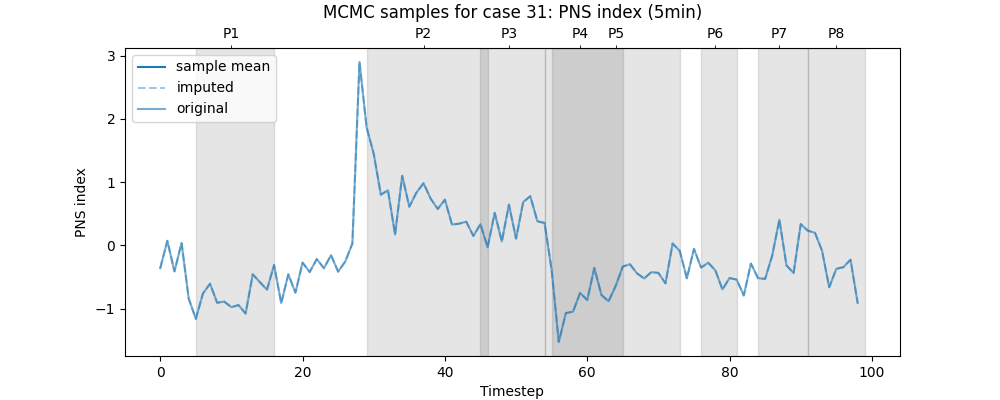 MCMC samples for case 31: PNS index (5min)
P1 P2 P3 P4 P5 P6 P7 P8
sample mean
imputed
original
3
2
1
0
−1
PNS index
0 20 40 60 80 100
Timestep